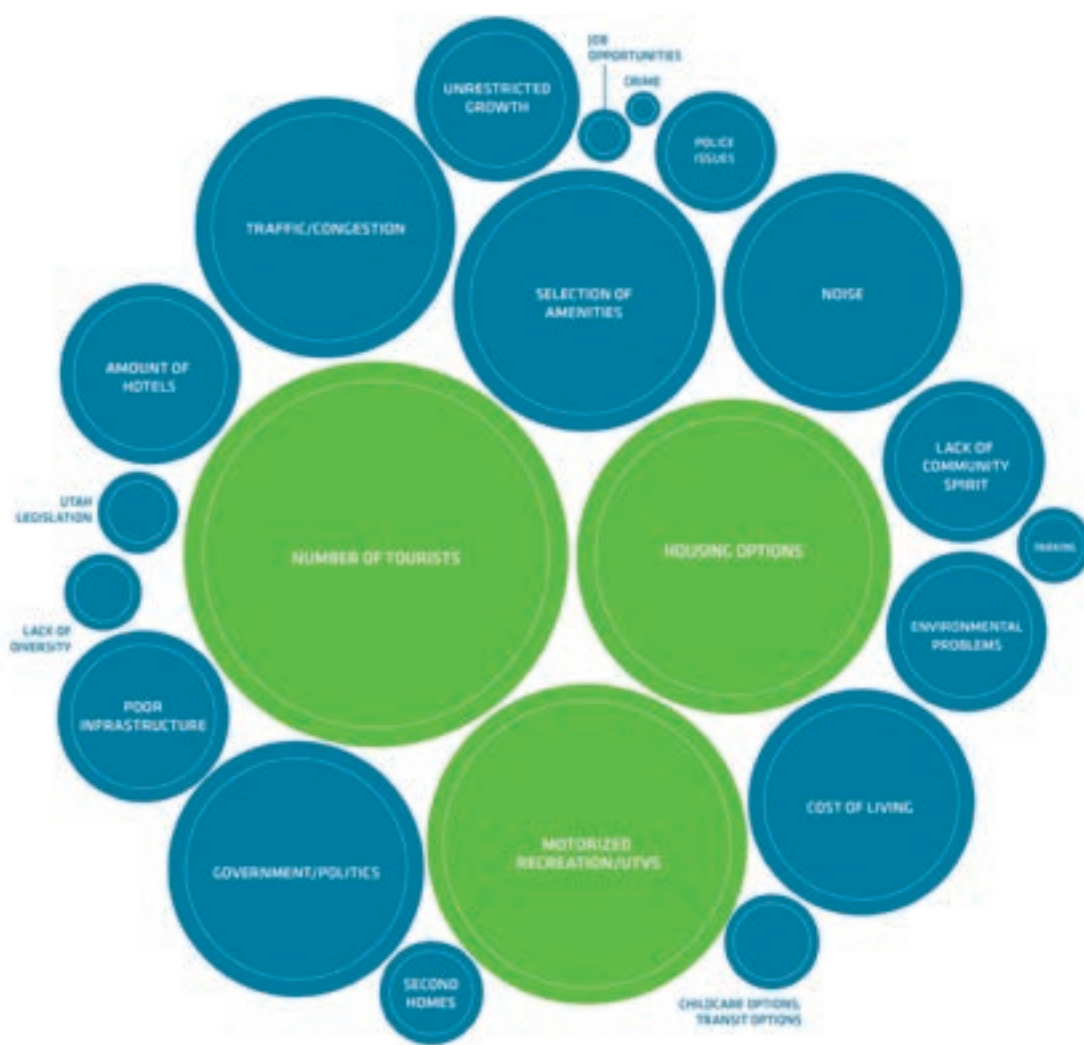 JOB
OPPORTUNITIES
UNRESTRICTED
GROWTH
CRIME
POLICE
ISSUES
TRAFFIC/CONGESTION
SELECTION OF
AMENITIES
NOISE
AMOUNT OF
HOTELS
LACK OF
COMMUNITY
SPIRIT
UTAH
LEGISLATION
NUMBER OF TOURISTS
HOUSING OPTIONS
PARKING
LACK OF
DIVERSITY
ENVIRONMENTAL
PROBLEMS
POOR
INFRASTRUCTURE
COST OF LIVING
MOTORIZED
RECREATION/UTVS
GOVERNMENT/POLITICS
SECOND
HOMES
CHILDCARE OPTIONS,
TRANSIT OPTIONS